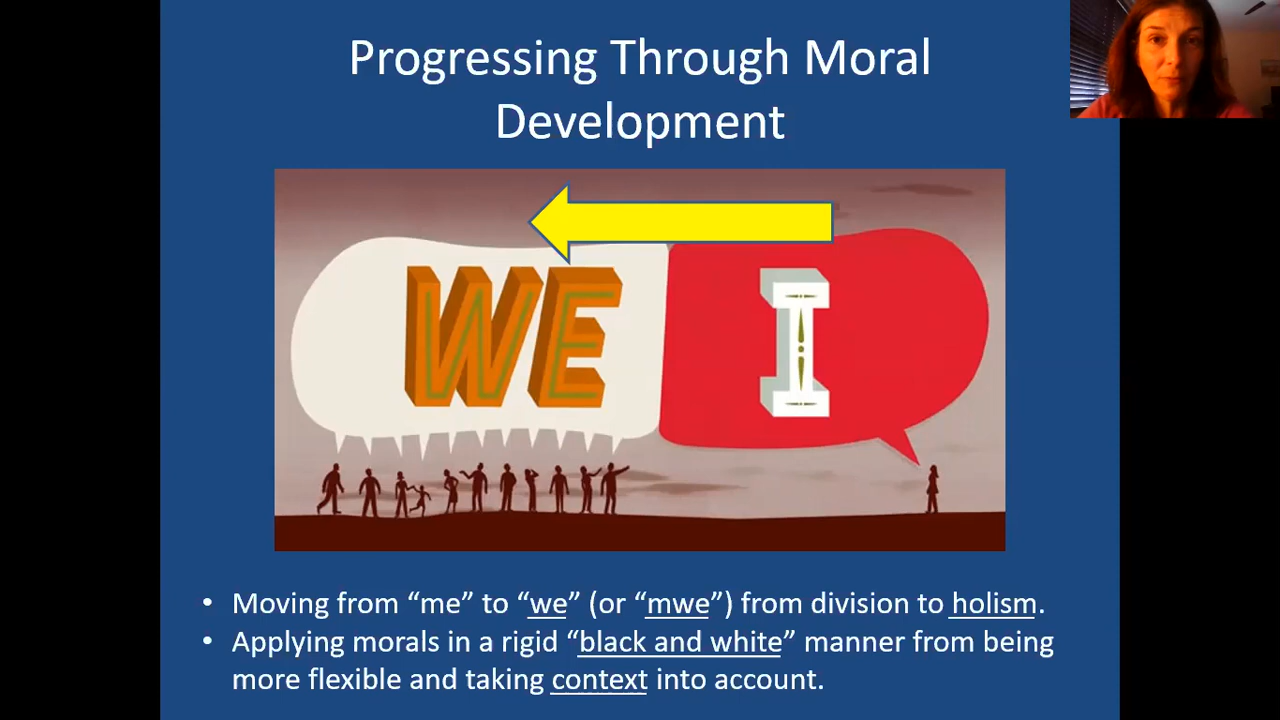 Progressing Through Moral
Development
WE I
• Moving from “me” to “we” (or “mwe”) from division to holism.
• Applying morals in a rigid “black and white” manner from being
more flexible and taking context into account.